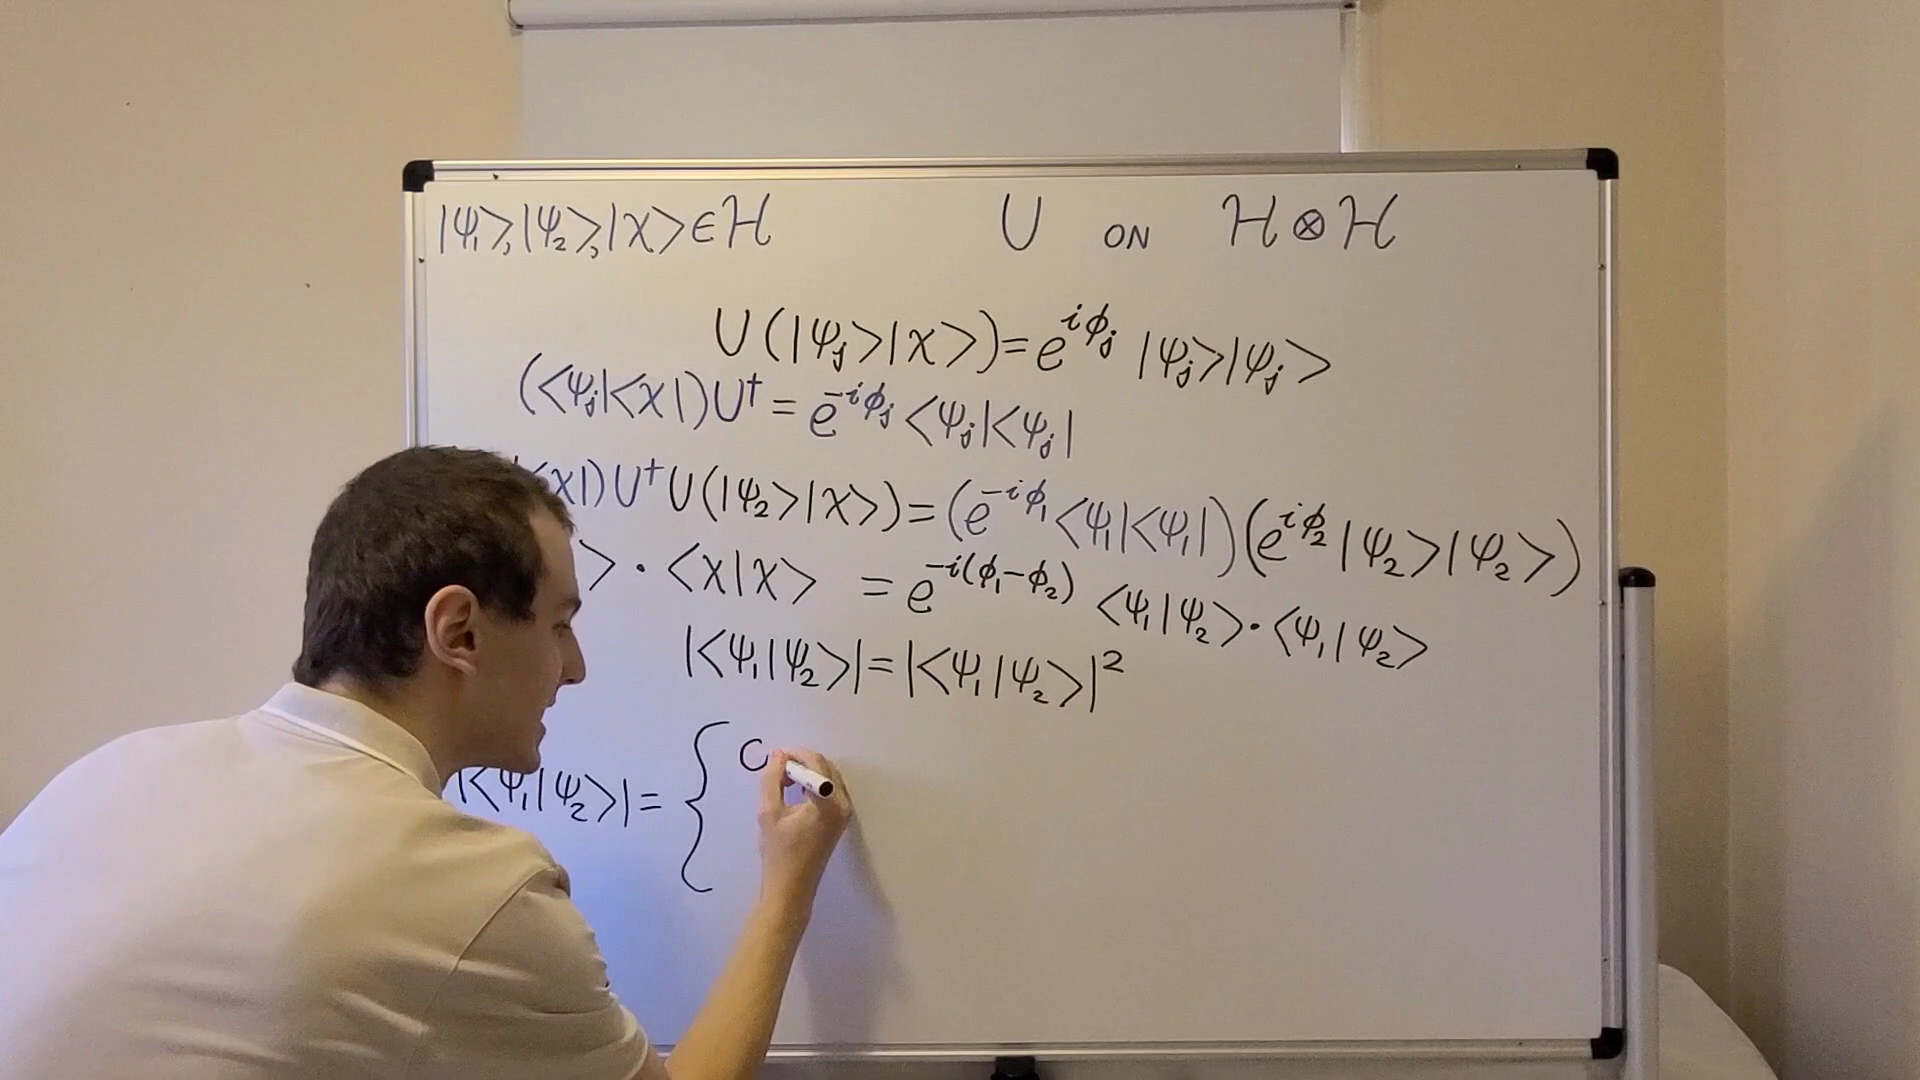 |ψ₁>,|ψ₂>,|χ>∈ℋ U ON ℋ⊗ℋ
U(|ψⱼ>|χ>)=e^{iϕⱼ} |ψⱼ>|ψⱼ>
(<ψⱼ|<χ|)U† = e^{-iϕⱼ} <ψⱼ|<ψⱼ|
<χ|)U†U(|ψ₂>|χ>)=(e^{-iϕ₁}<ψ₁|<ψ₁|)(e^{iϕ₂}|ψ₂>|ψ₂>)
>·<χ|χ> = e^{-i(ϕ₁-ϕ₂)} <ψ₁|ψ₂>·<ψ₁|ψ₂>
|<ψ₁|ψ₂>|=|<ψ₁|ψ₂>|²
|<ψ₁|ψ₂>|= {